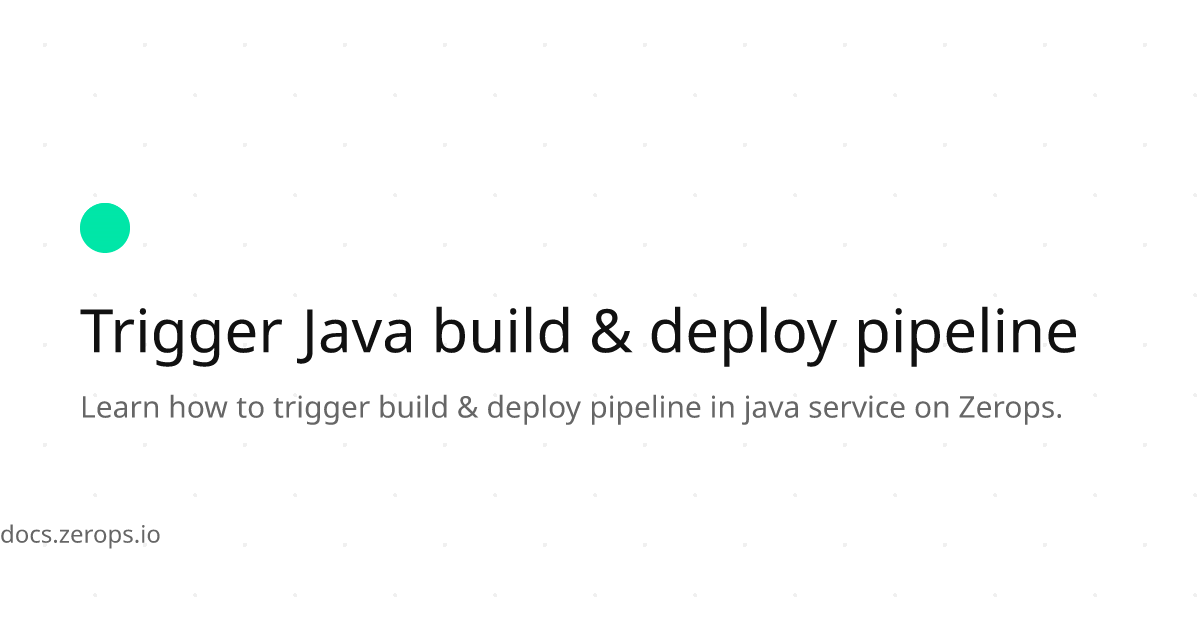 Trigger Java build & deploy pipeline
Learn how to trigger build & deploy pipeline in java service on Zerops.
docs.zerops.io